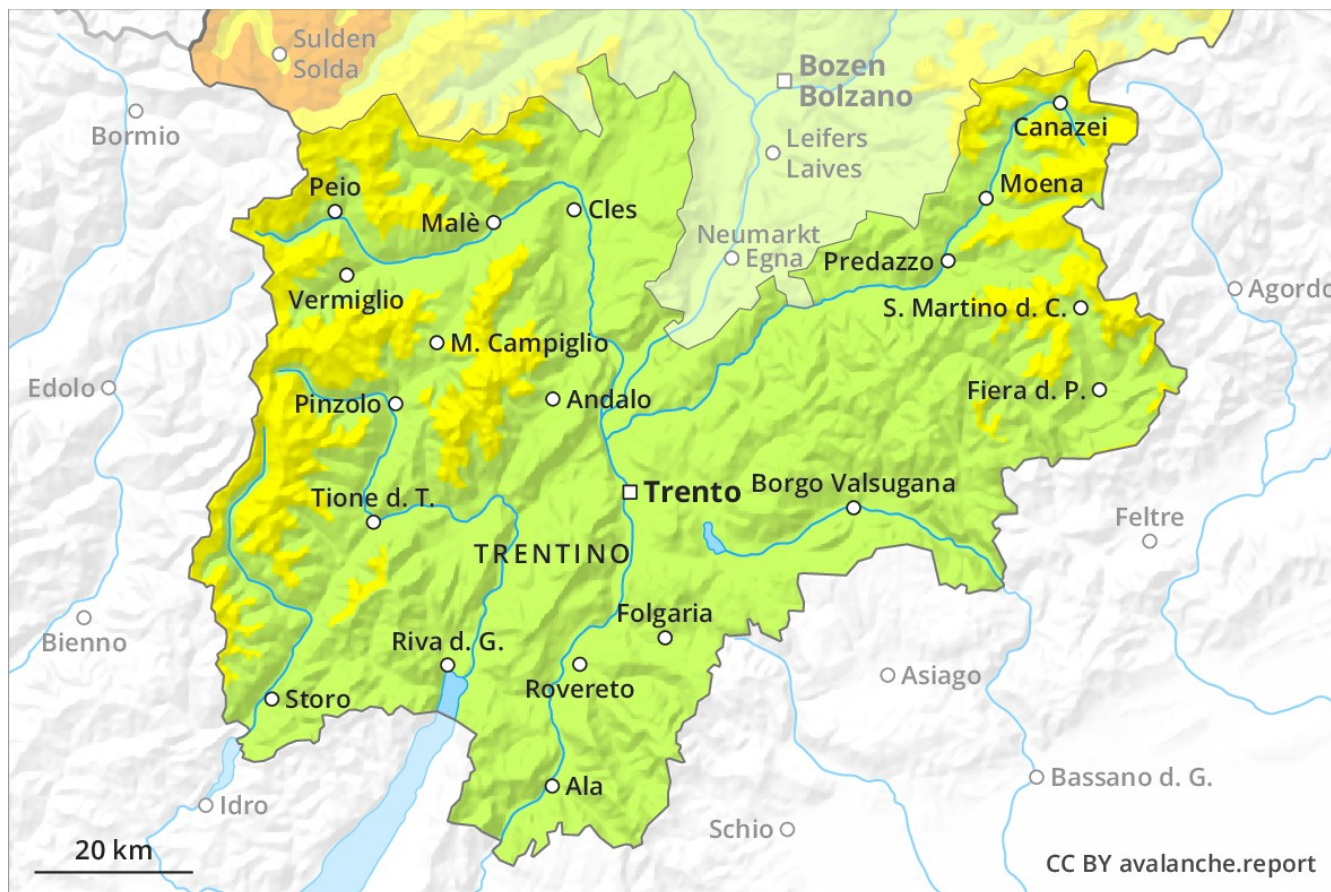 Sulden
Solda
Bozen
Bolzano
Bormio
Canazei
Leifers
Laives
Peio
Moena
Malè
Cles
Neumarkt
Egna
Predazzo
Vermiglio
Agordo
S. Martino d. C.
M. Campiglio
Edolo
Pinzolo
Andalo
Fiera d. P.
Trento
Borgo Valsugana
Tione d. T.
Feltre
TRENTINO
Bienno
Folgaria
Riva d. G.
Rovereto
Asiago
Storo
Bassano d. G.
Ala
Idro
Schio
20 km
CC BY avalanche.report